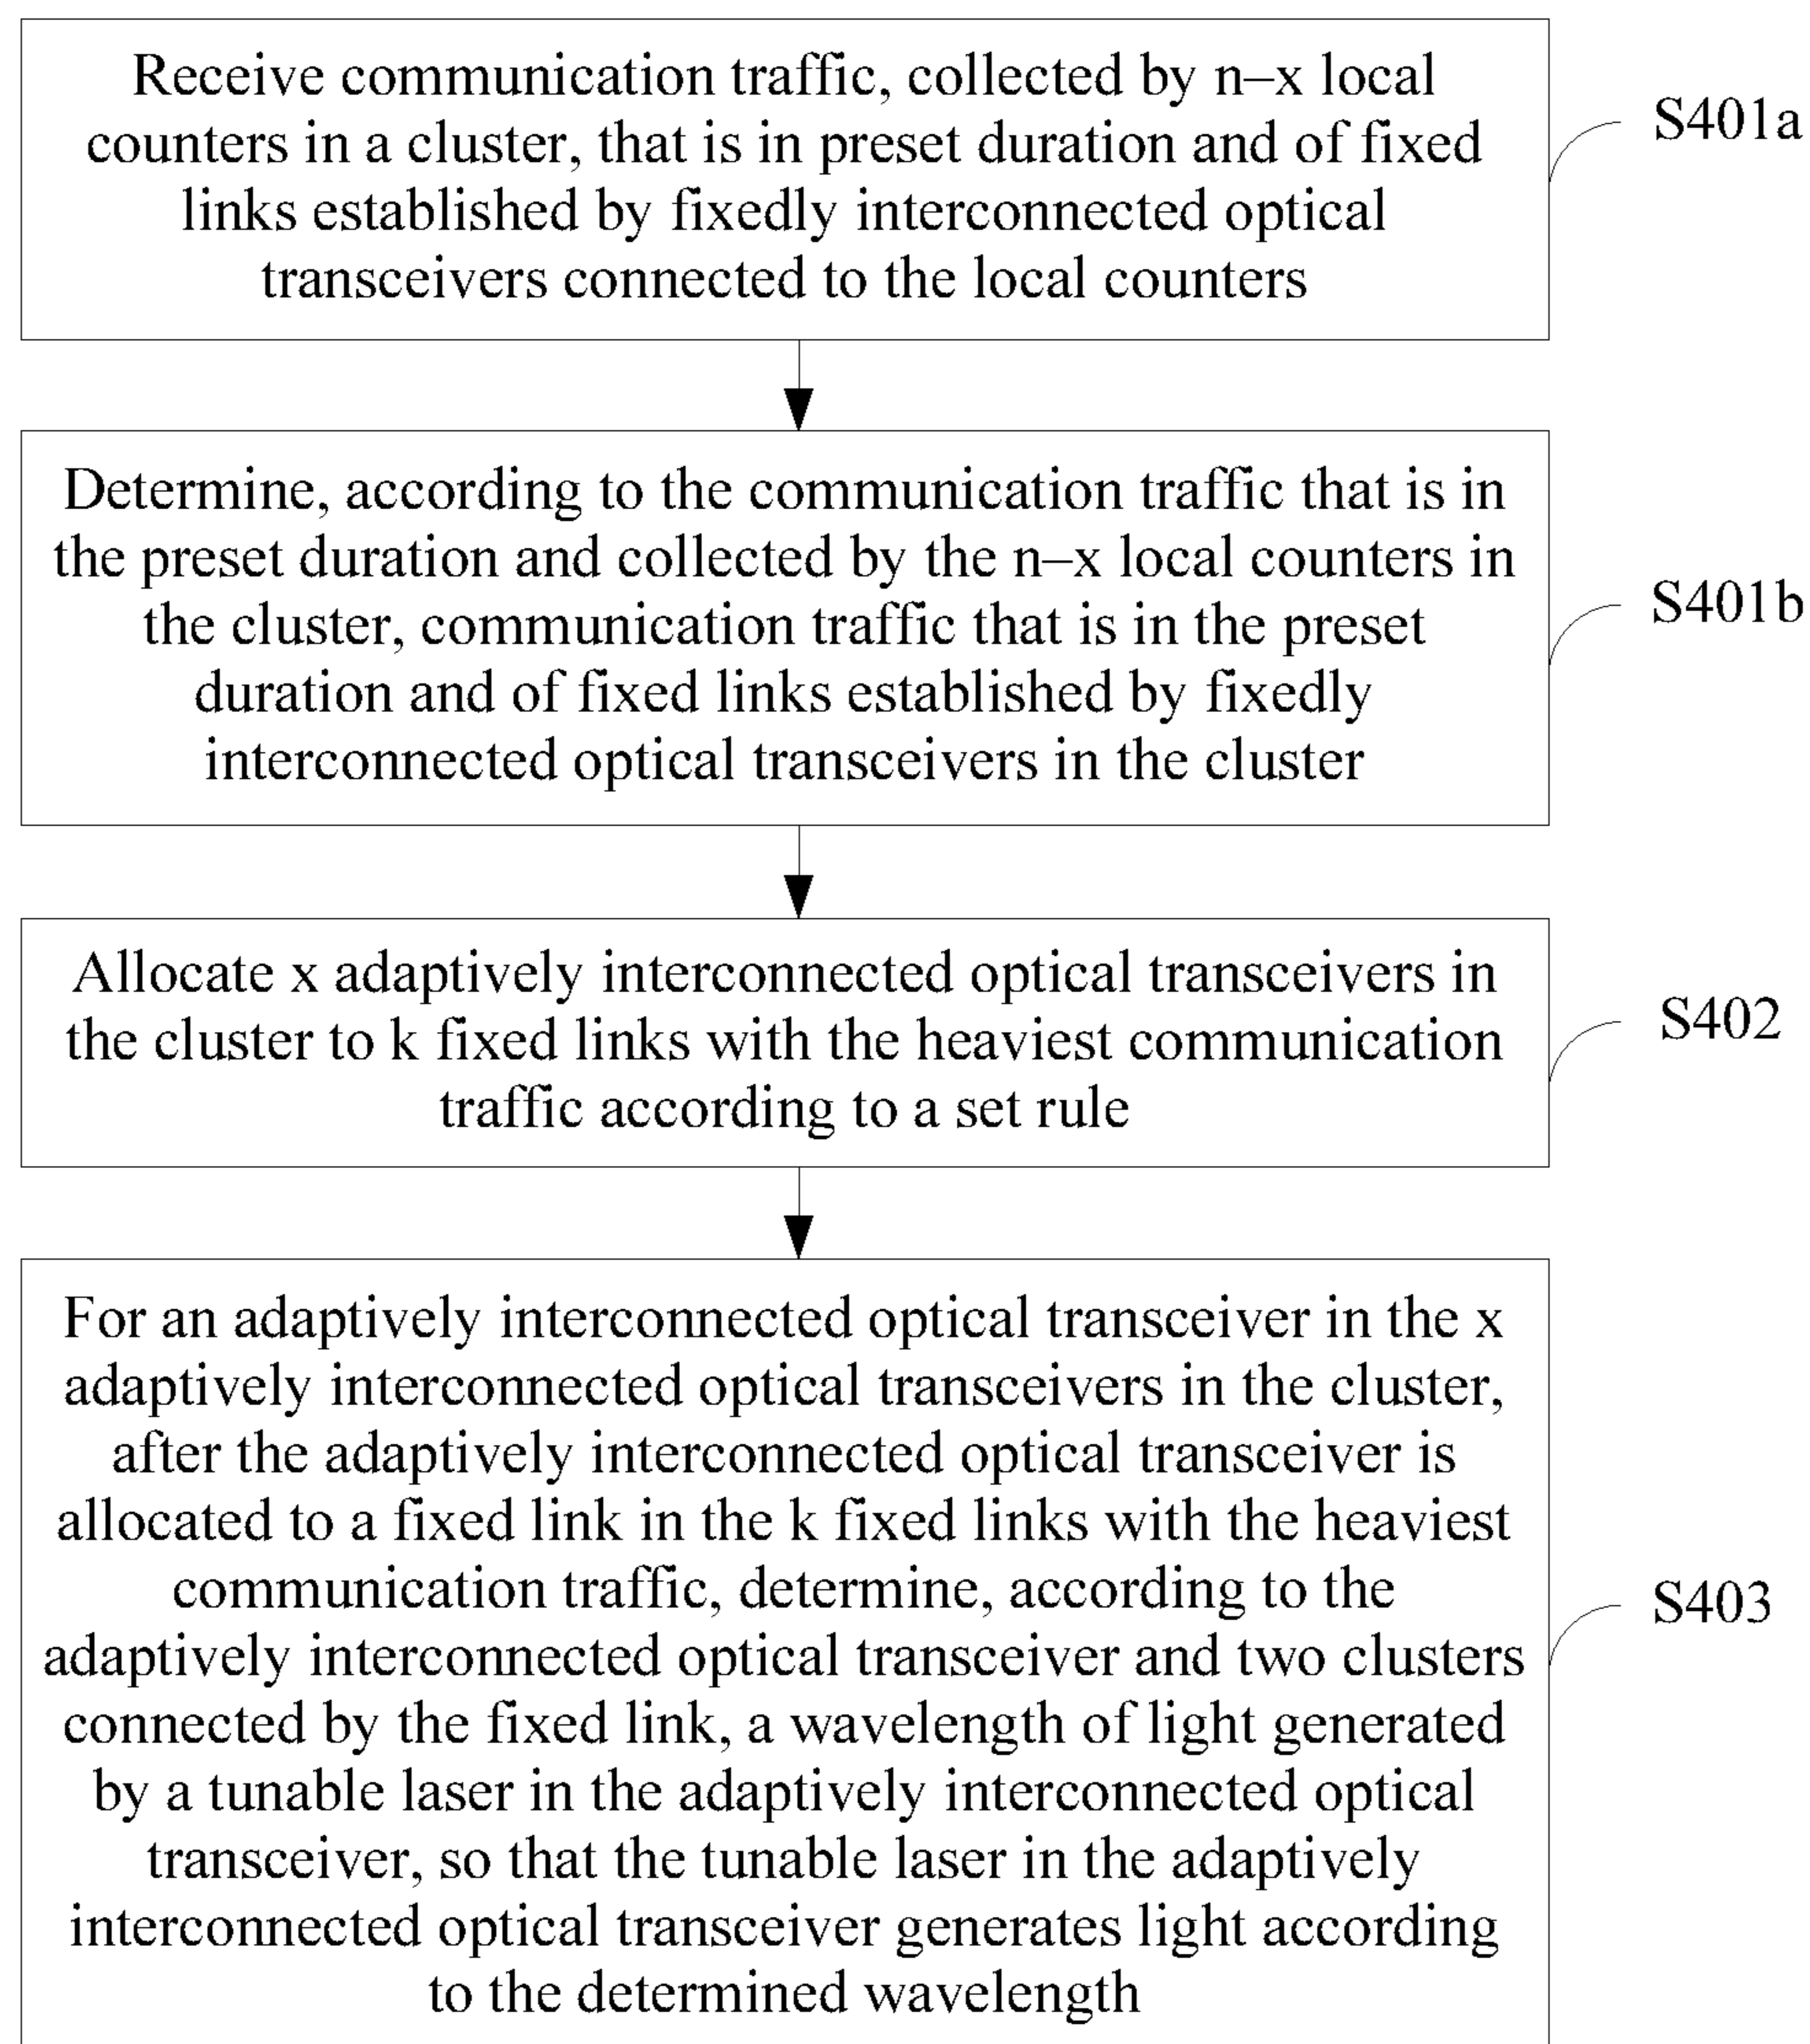 Receive communication traffic, collected by n–x local
counters in a cluster, that is in preset duration and of fixed
links established by fixedly interconnected optical
transceivers connected to the local counters
S401a
Determine, according to the communication traffic that is in
the preset duration and collected by the n–x local counters in
the cluster, communication traffic that is in the preset
duration and of fixed links established by fixedly
interconnected optical transceivers in the cluster
S401b
Allocate x adaptively interconnected optical transceivers in
the cluster to k fixed links with the heaviest communication
traffic according to a set rule
S402
For an adaptively interconnected optical transceiver in the x
adaptively interconnected optical transceivers in the cluster,
after the adaptively interconnected optical transceiver is
allocated to a fixed link in the k fixed links with the heaviest
communication traffic, determine, according to the
adaptively interconnected optical transceiver and two clusters
connected by the fixed link, a wavelength of light generated
by a tunable laser in the adaptively interconnected optical
transceiver, so that the tunable laser in the adaptively
interconnected optical transceiver generates light according
to the determined wavelength
S403